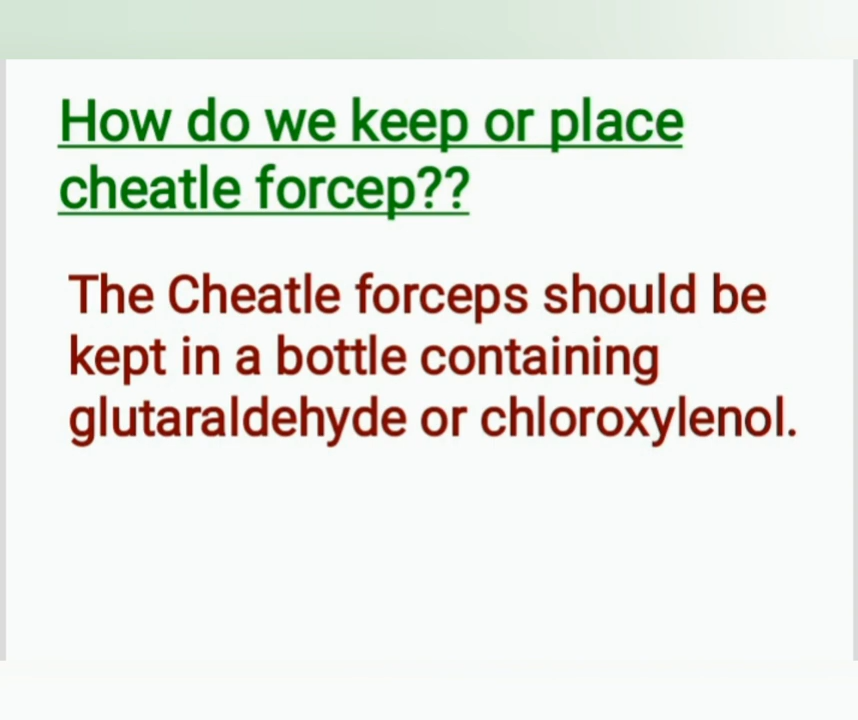 How do we keep or place
cheatle forcep??
The Cheatle forceps should be
kept in a bottle containing
glutaraldehyde or chloroxylenol.